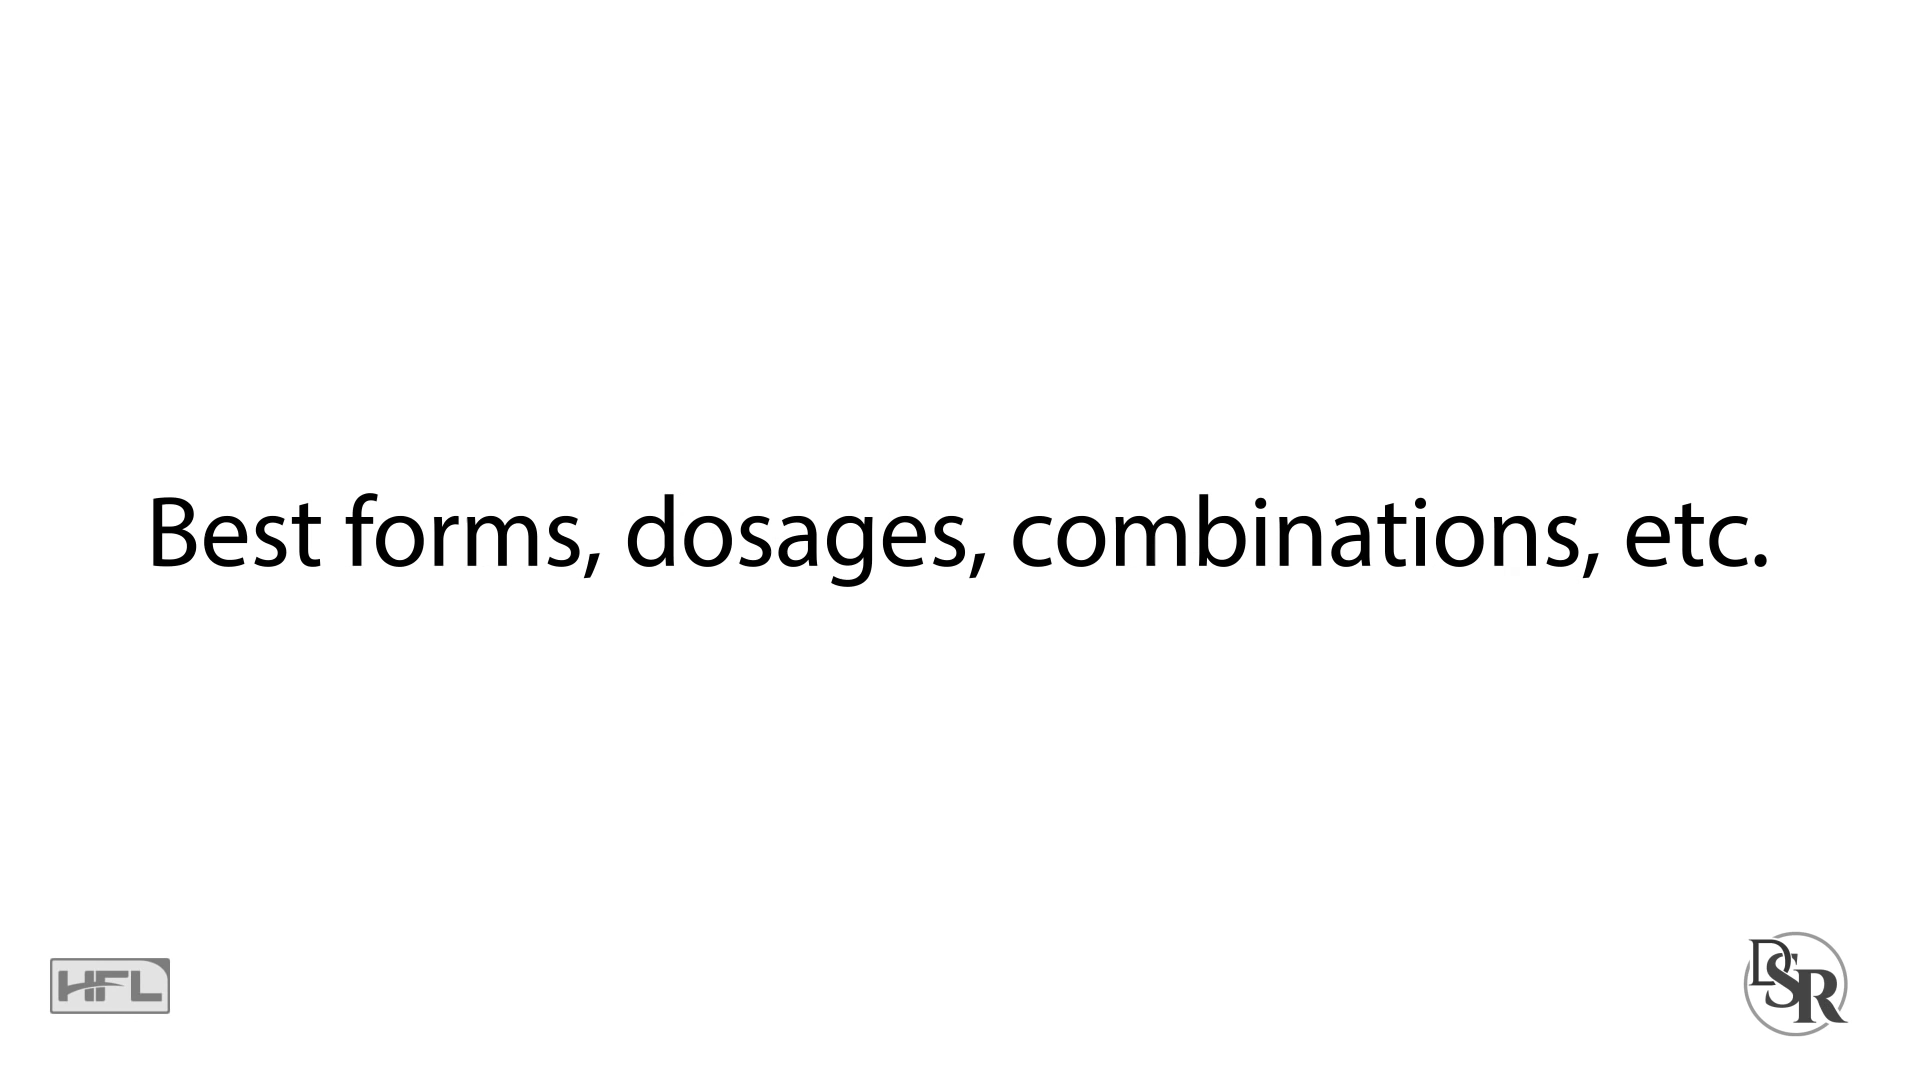 Best forms, dosages, combinations, etc.
HFL
DSR